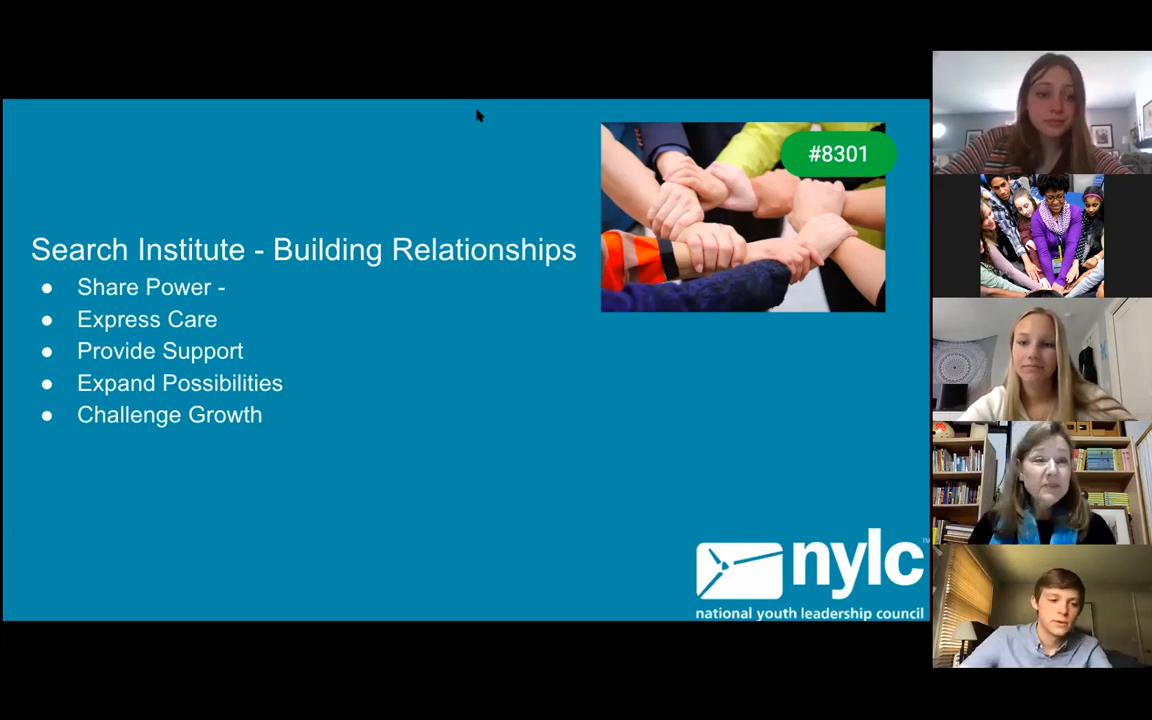 #8301
Search Institute - Building Relationships
● Share Power -
● Express Care
● Provide Support
● Expand Possibilities
● Challenge Growth
nylc™
national youth leadership council